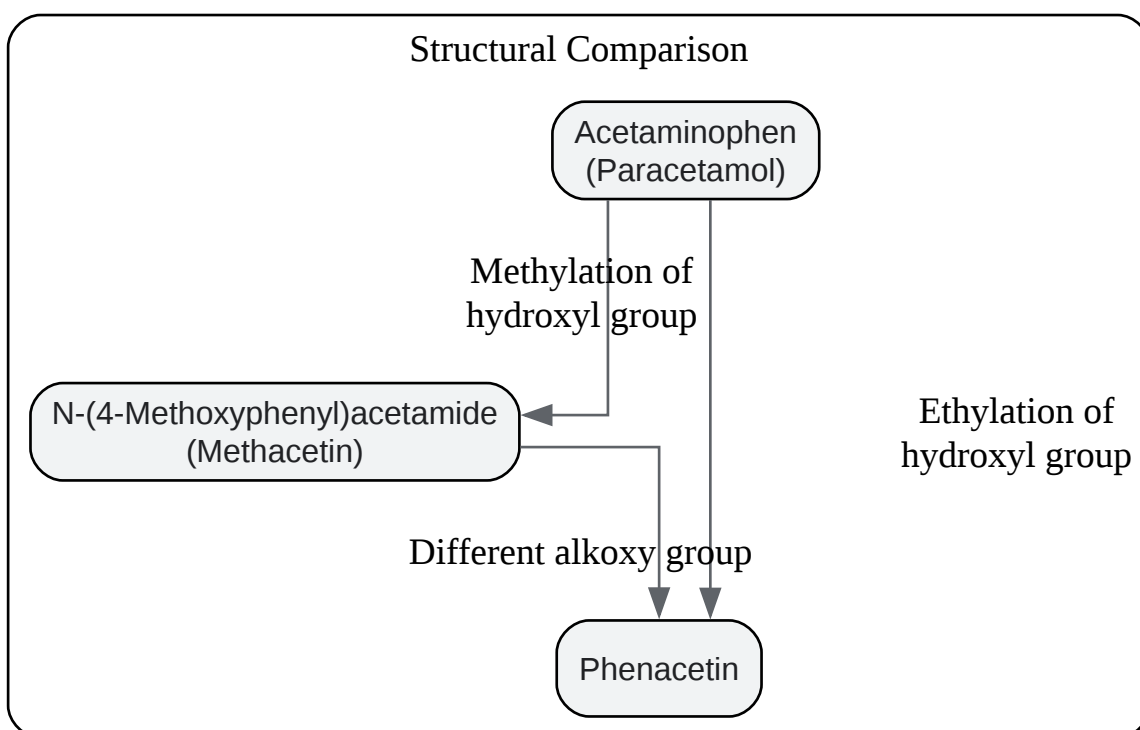 Structural Comparison
Acetaminophen
(Paracetamol)
Methylation of
hydroxyl group
N-(4-Methoxyphenyl)acetamide
(Methacetin)
Ethylation of
hydroxyl group
Different alkoxy group
Phenacetin